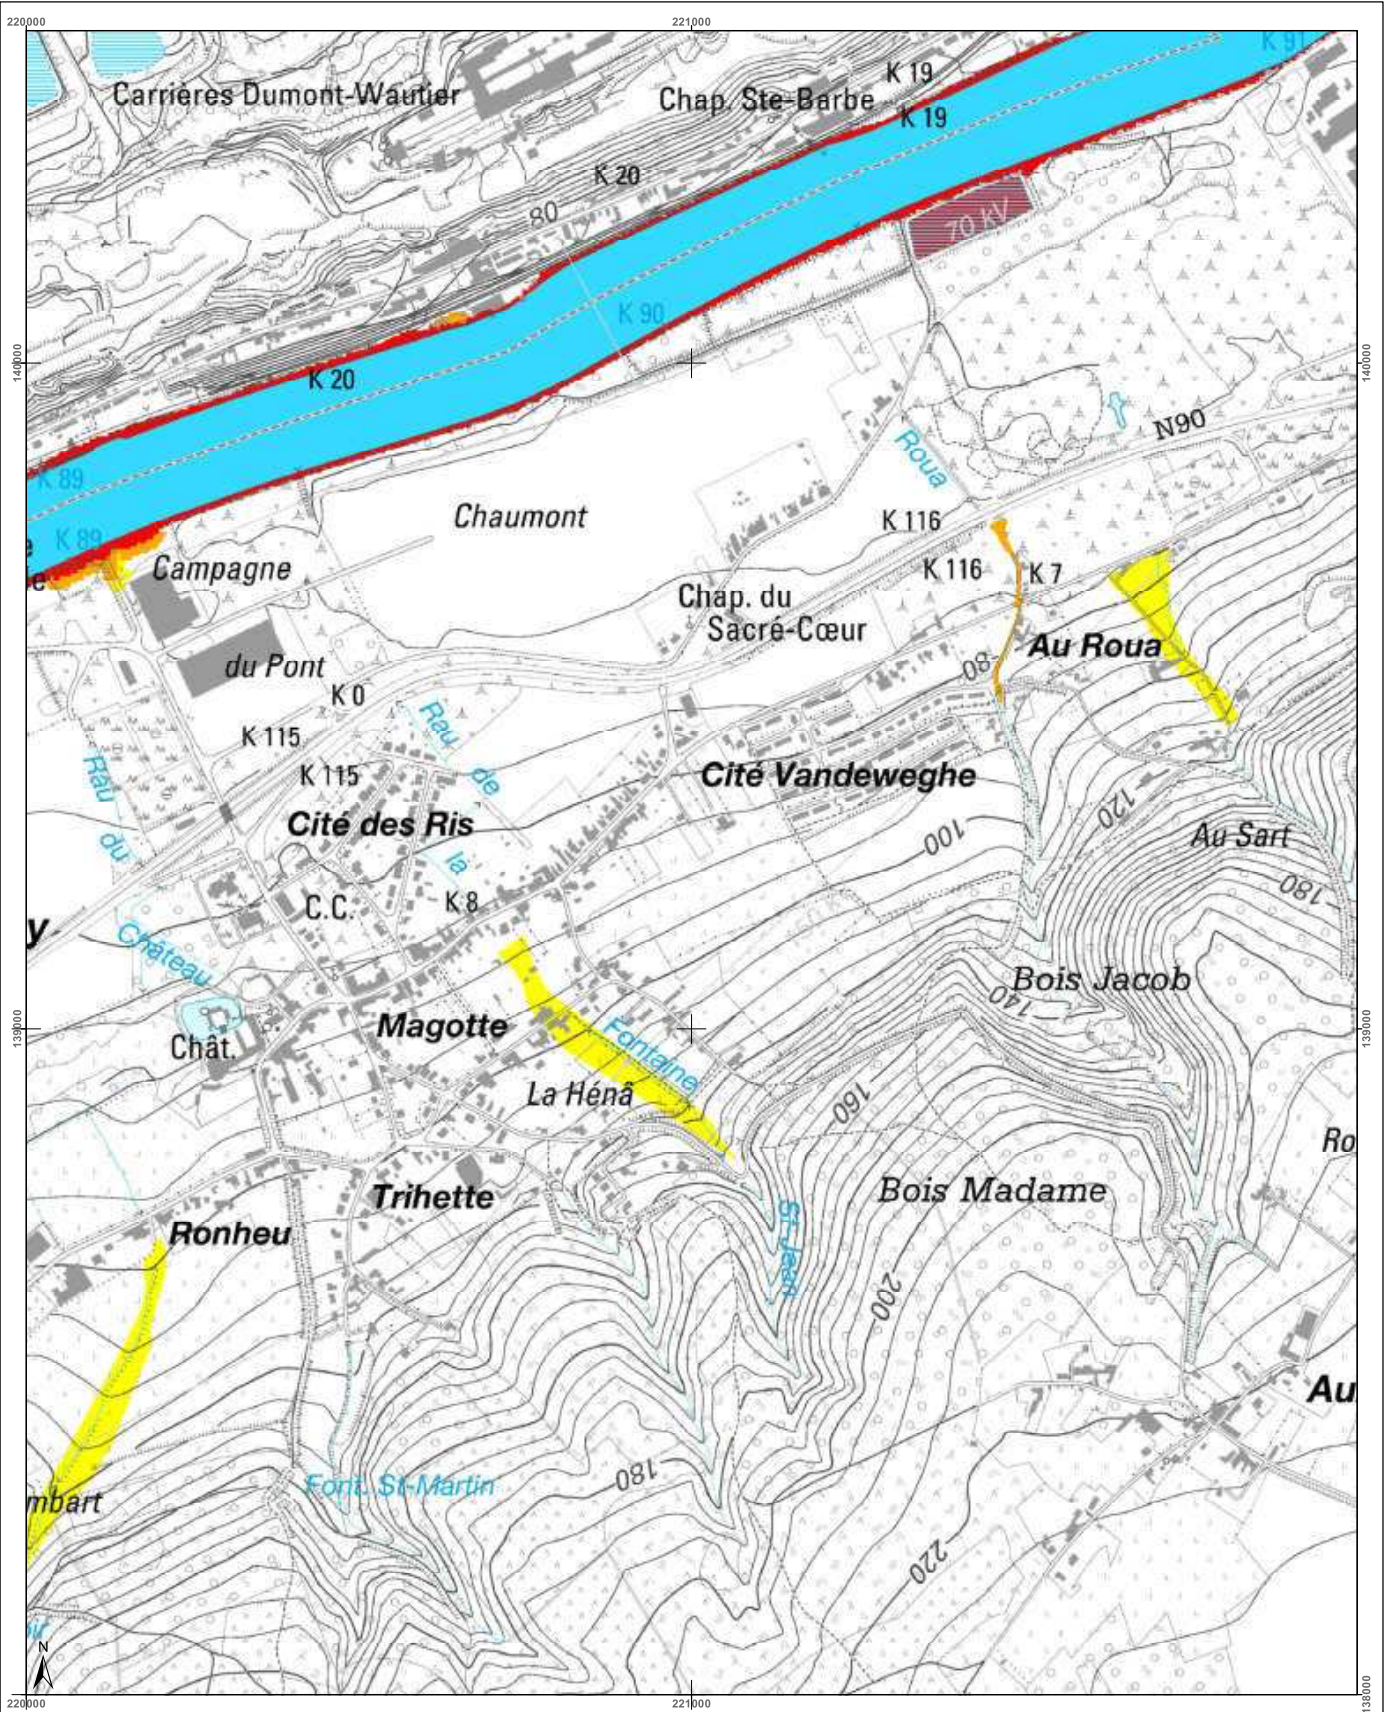 220000
221000
K 91
Carrières Dumont-Wautier
Chap. Ste-Barbe
K 19
K 19
K 20
80
70 kV
K 90
140000
140000
K 20
N90
Roua
K 89
Chaumont
K 116
K 89
Campagne
K 116
K 7
Chap. du
Sacré-Cœur
Au Roua
du Pont
80
K 0
Rau
K 115
K 115
de
Cité Vandeweghe
Rau
120
Cité des Ris
100
Au Sart
du
la
180
C.C.
K 8
y
Château
Bois Jacob
140
139000
Magotte
139000
Chât.
Fontaine
La Hénâ
160
Ro
Trihette
Bois Madame
Ronheu
St Jean
200
Au
Font. St-Martin
180
mbart
220
N
220000
221000
138000